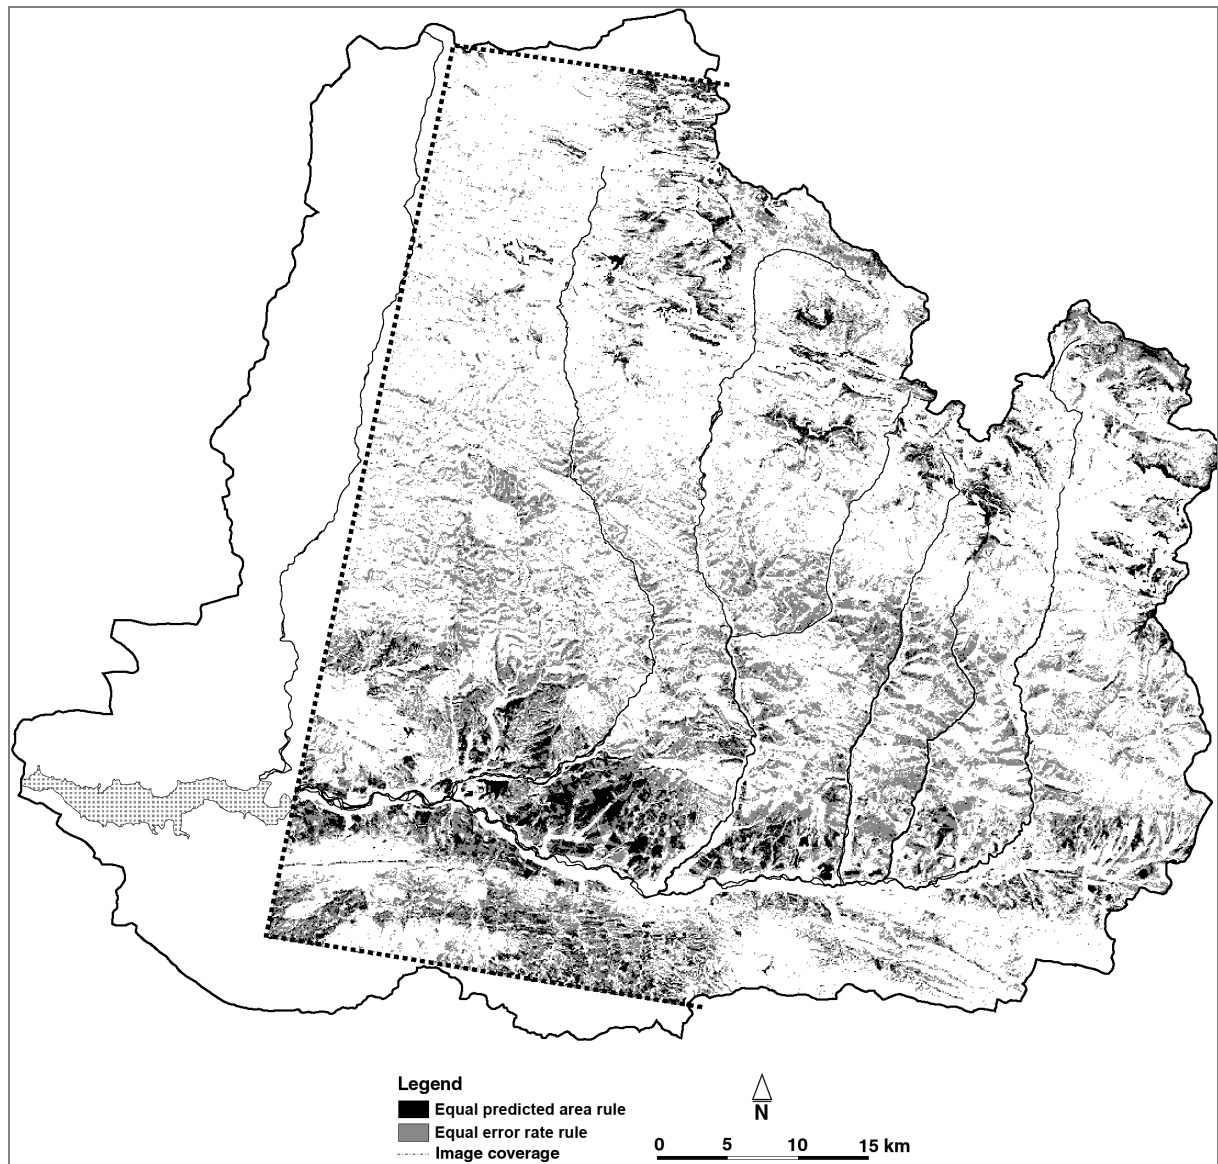 Legend
Equal predicted area rule
Equal error rate rule
Image coverage
N
0 5 10 15 km